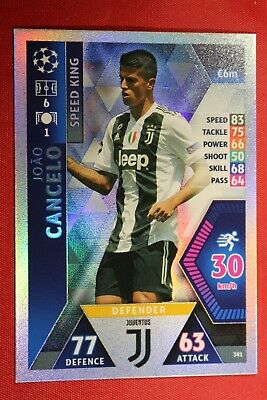 €6m
6
1
JOÃO
CANCELO
SPEED KING
SPEED 83
TACKLE 75
POWER 66
SHOOT 50
SKILL 68
PASS 64
Jeep
30
km/h
DEFENDER
77
DEFENCE
JUVENTUS
63
ATTACK
381